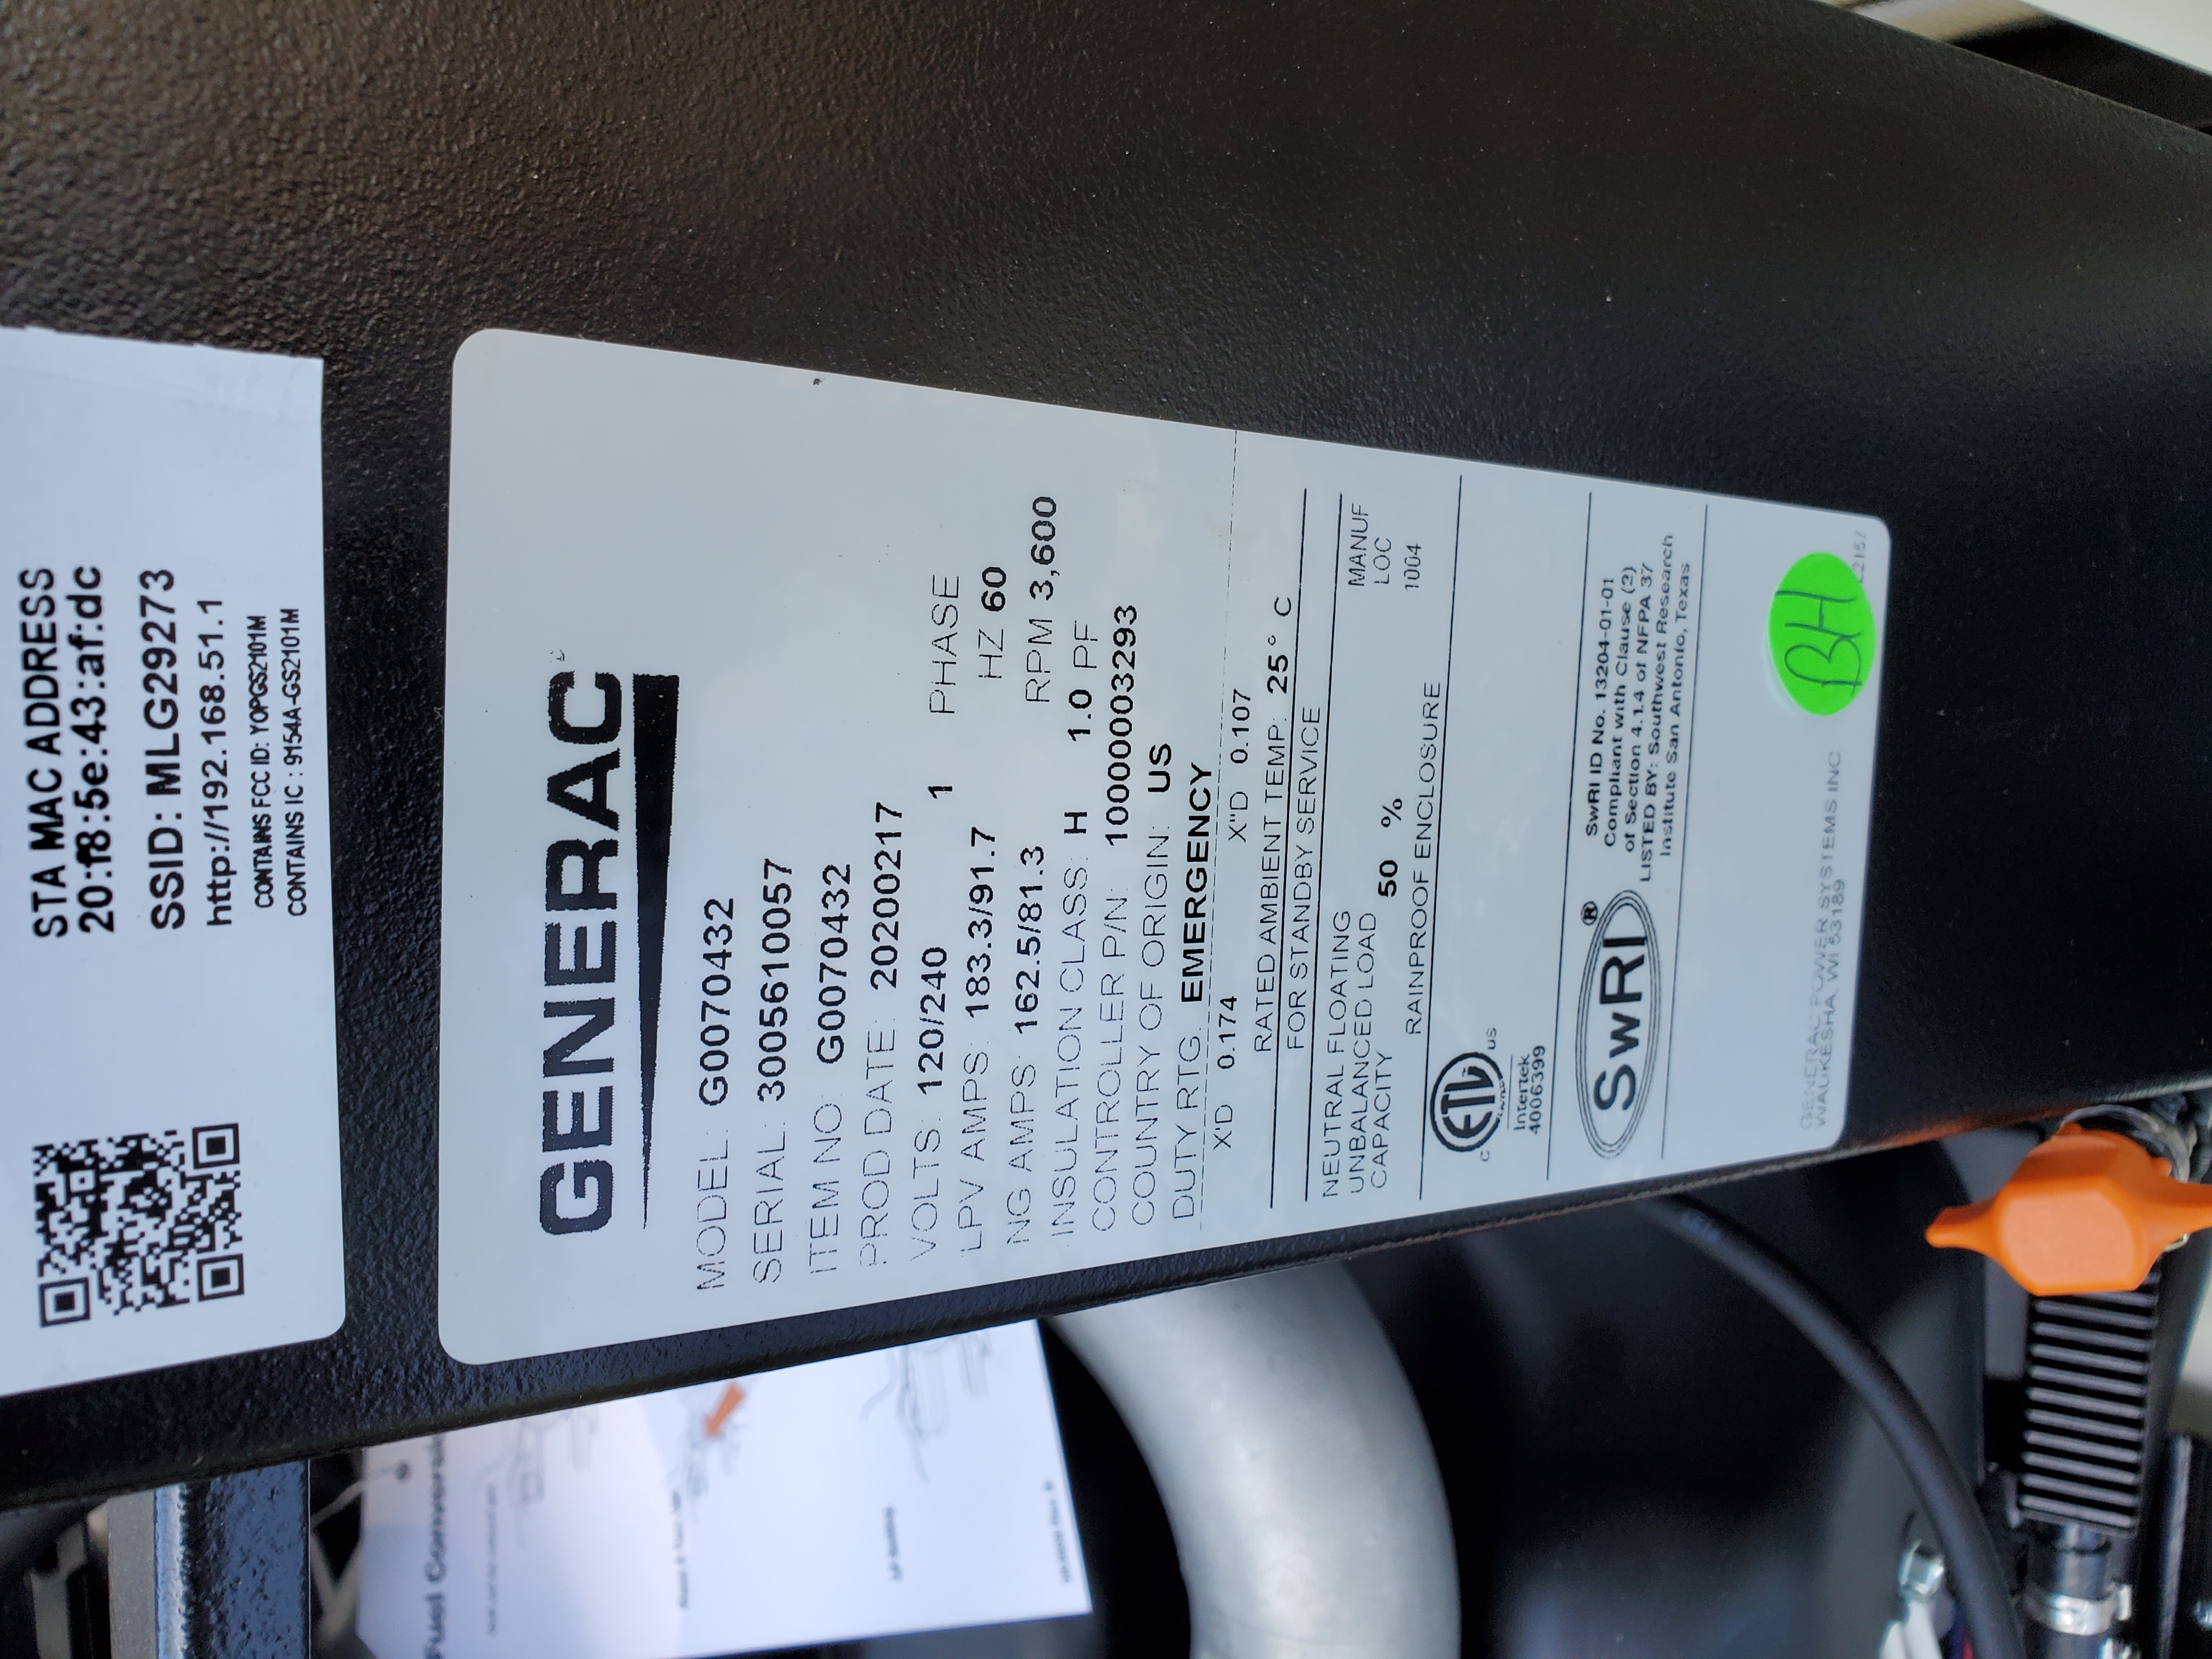 STA MAC ADDRESS
20:f8:5e:43:af:dc
SSID: MLG29273
http://192.168.51.1
CONTAINS FCC ID: YOPGS2101M
CONTAINS IC : 9154A-GS2101M
Fuel
GENERAC
MODEL: G0070432
SERIAL: 3005610057
ITEM NO: G0070432
PROD DATE: 20200217
VOLTS: 120/240 1 PHASE
LPV AMPS: 183.3/91.7 HZ 60
NG AMPS: 162.5/81.3 RPM 3,600
INSULATION CLASS: H 1.0 PF
CONTROLLER P/N: 10000003293
COUNTRY OF ORIGIN: US
DUTY RTG. EMERGENCY
X'D 0.174 X"D 0.107
RATED AMBIENT TEMP: 25° C
FOR STANDBY SERVICE
NEUTRAL FLOATING
UNBALANCED LOAD
CAPACITY 50 %
MANUF
LOC
1004
RAINPROOF ENCLOSURE
C ETL US
LISTED
Intertek
4006399
SwRI®
SwRI ID No. 13204-01-01
Compliant with Clause (2)
of Section 4.1.4 of NFPA 37
LISTED BY: Southwest Research
Institute San Antonio, Texas
GENERAC POWER SYSTEMS INC
WAUKESHA, WI 53189
BH